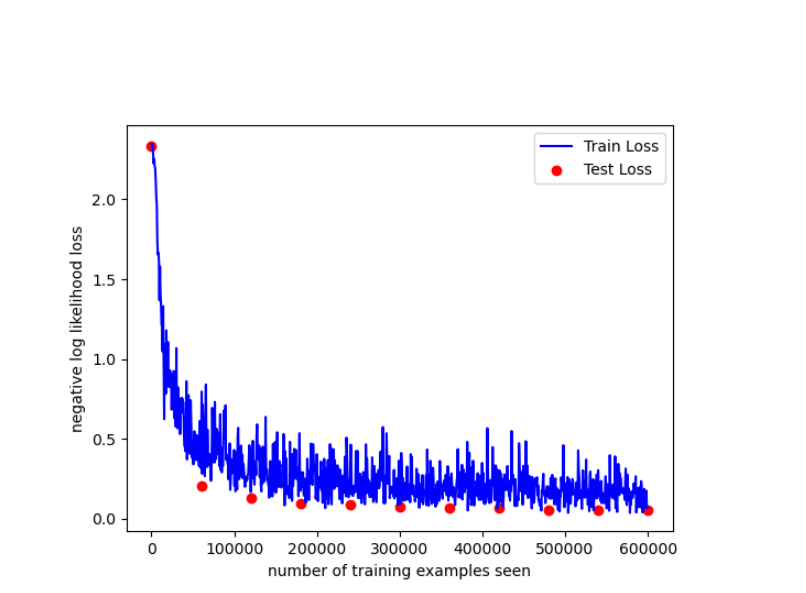 Train Loss
Test Loss
2.0
1.5
1.0
0.5
0.0
negative log likelihood loss
0 100000 200000 300000 400000 500000 600000
number of training examples seen